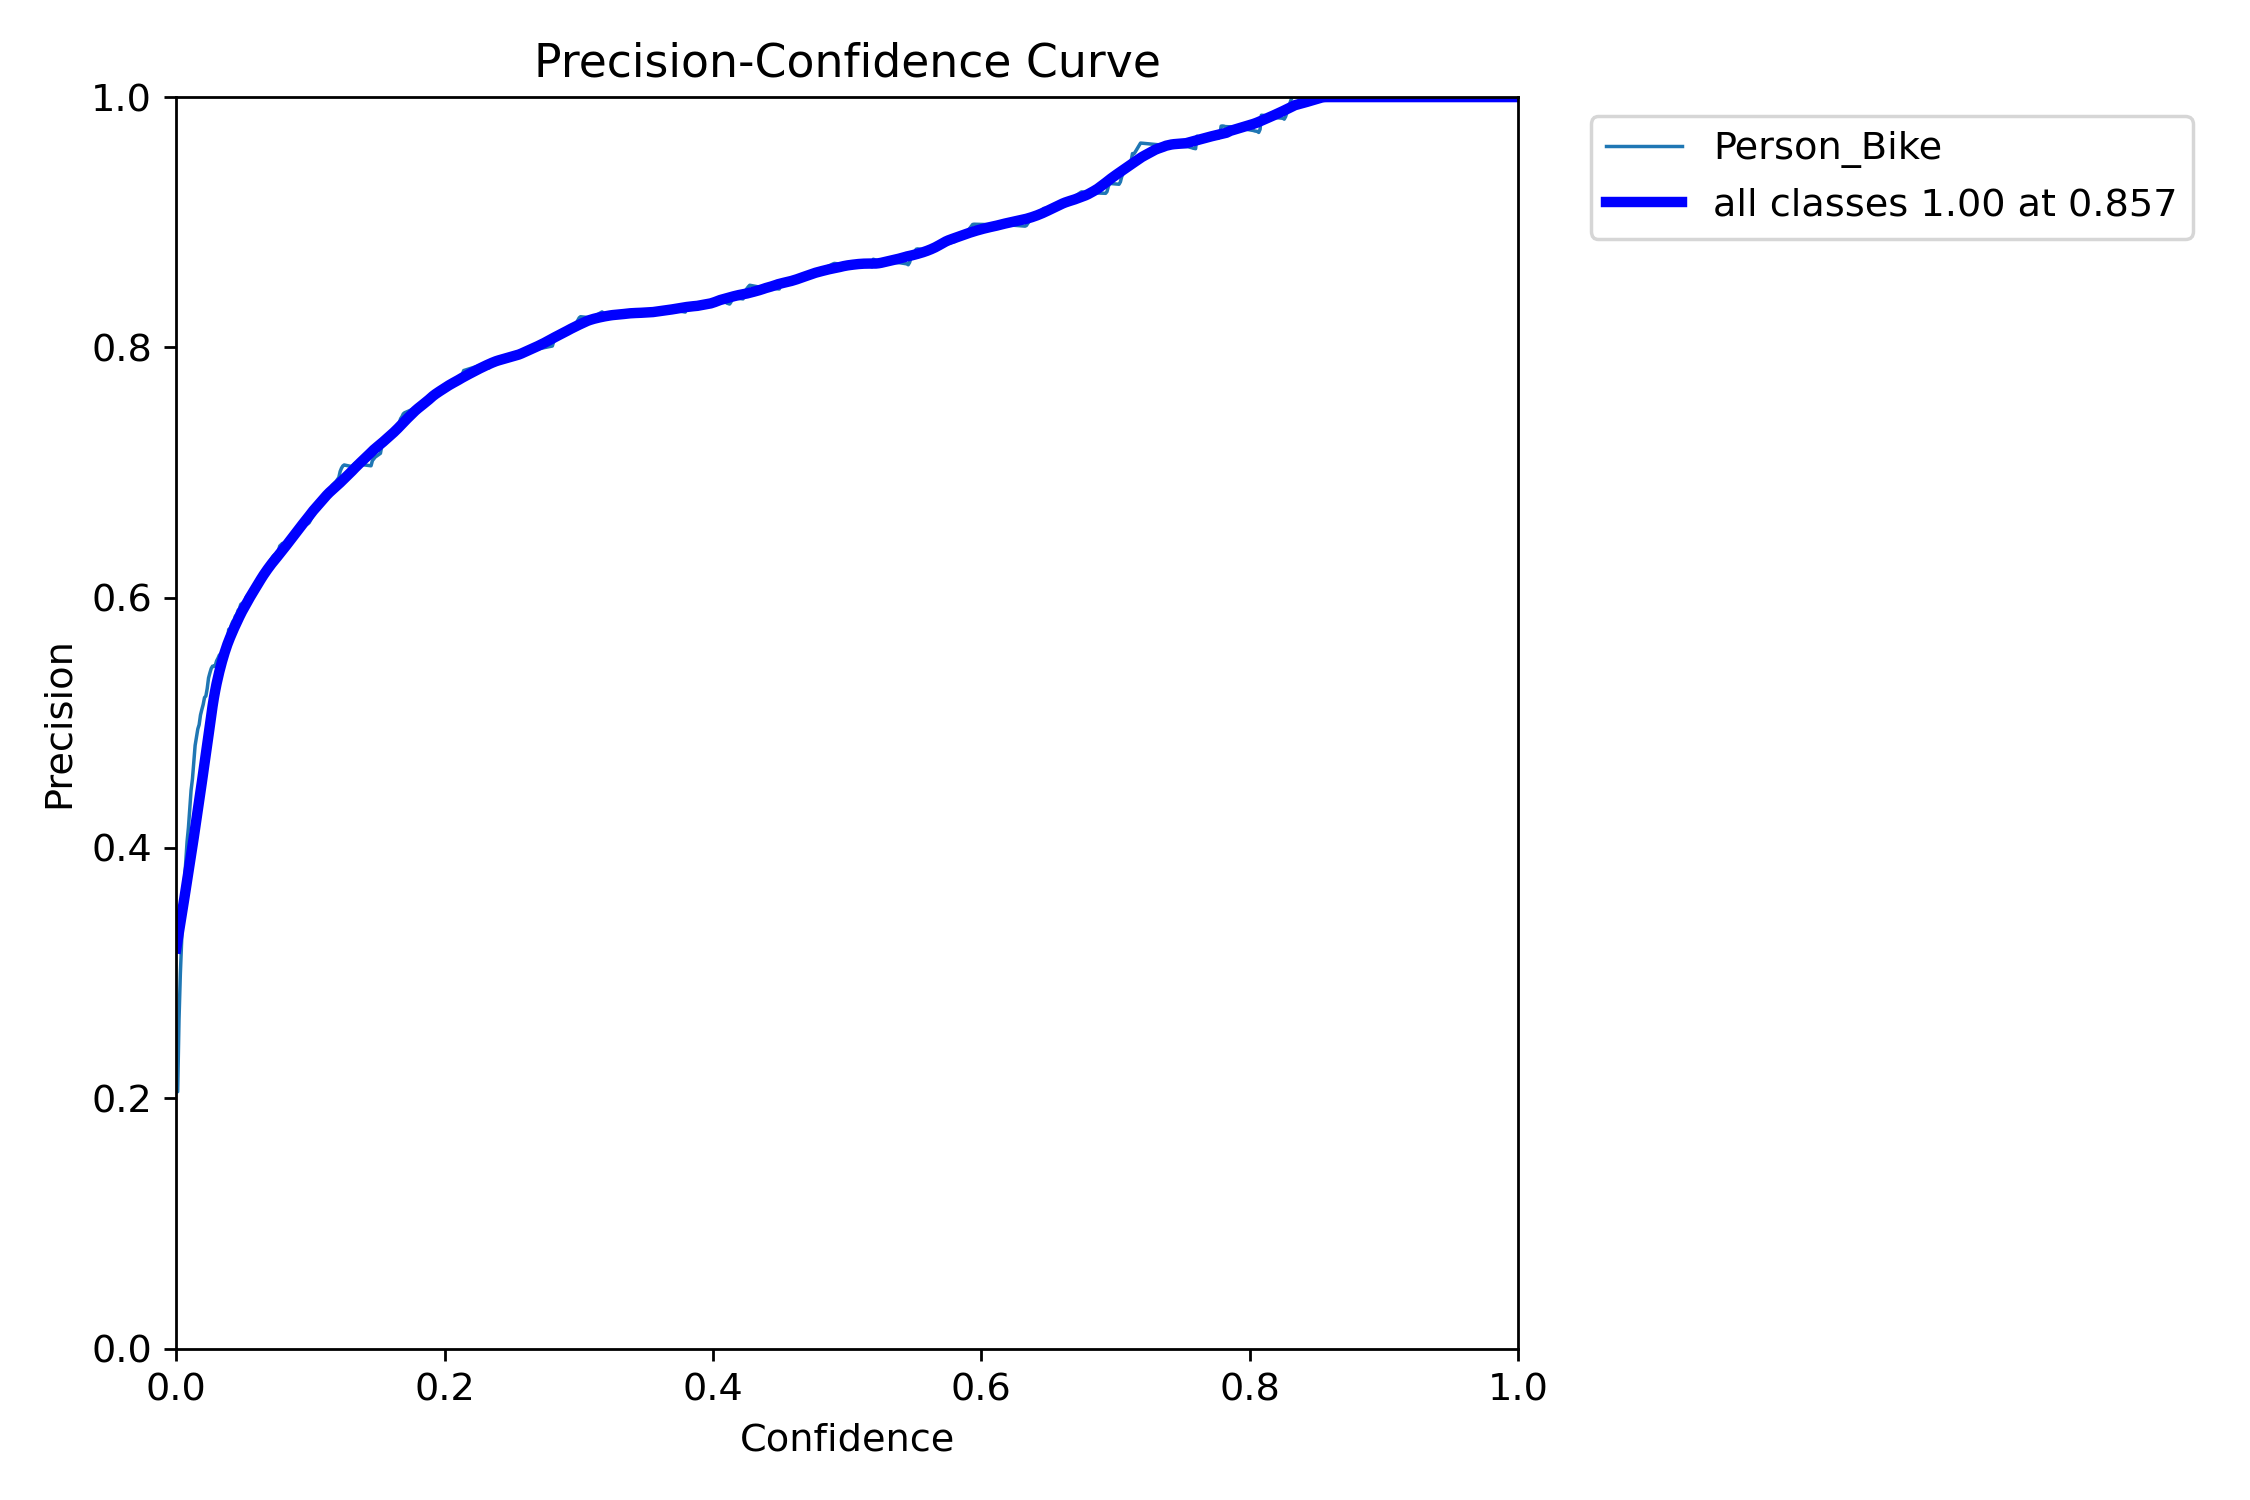 Precision-Confidence Curve
1.0
0.8
0.6
0.4
0.2
0.0
Precision
0.0 0.2 0.4 0.6 0.8 1.0
Confidence
Person_Bike
all classes 1.00 at 0.857